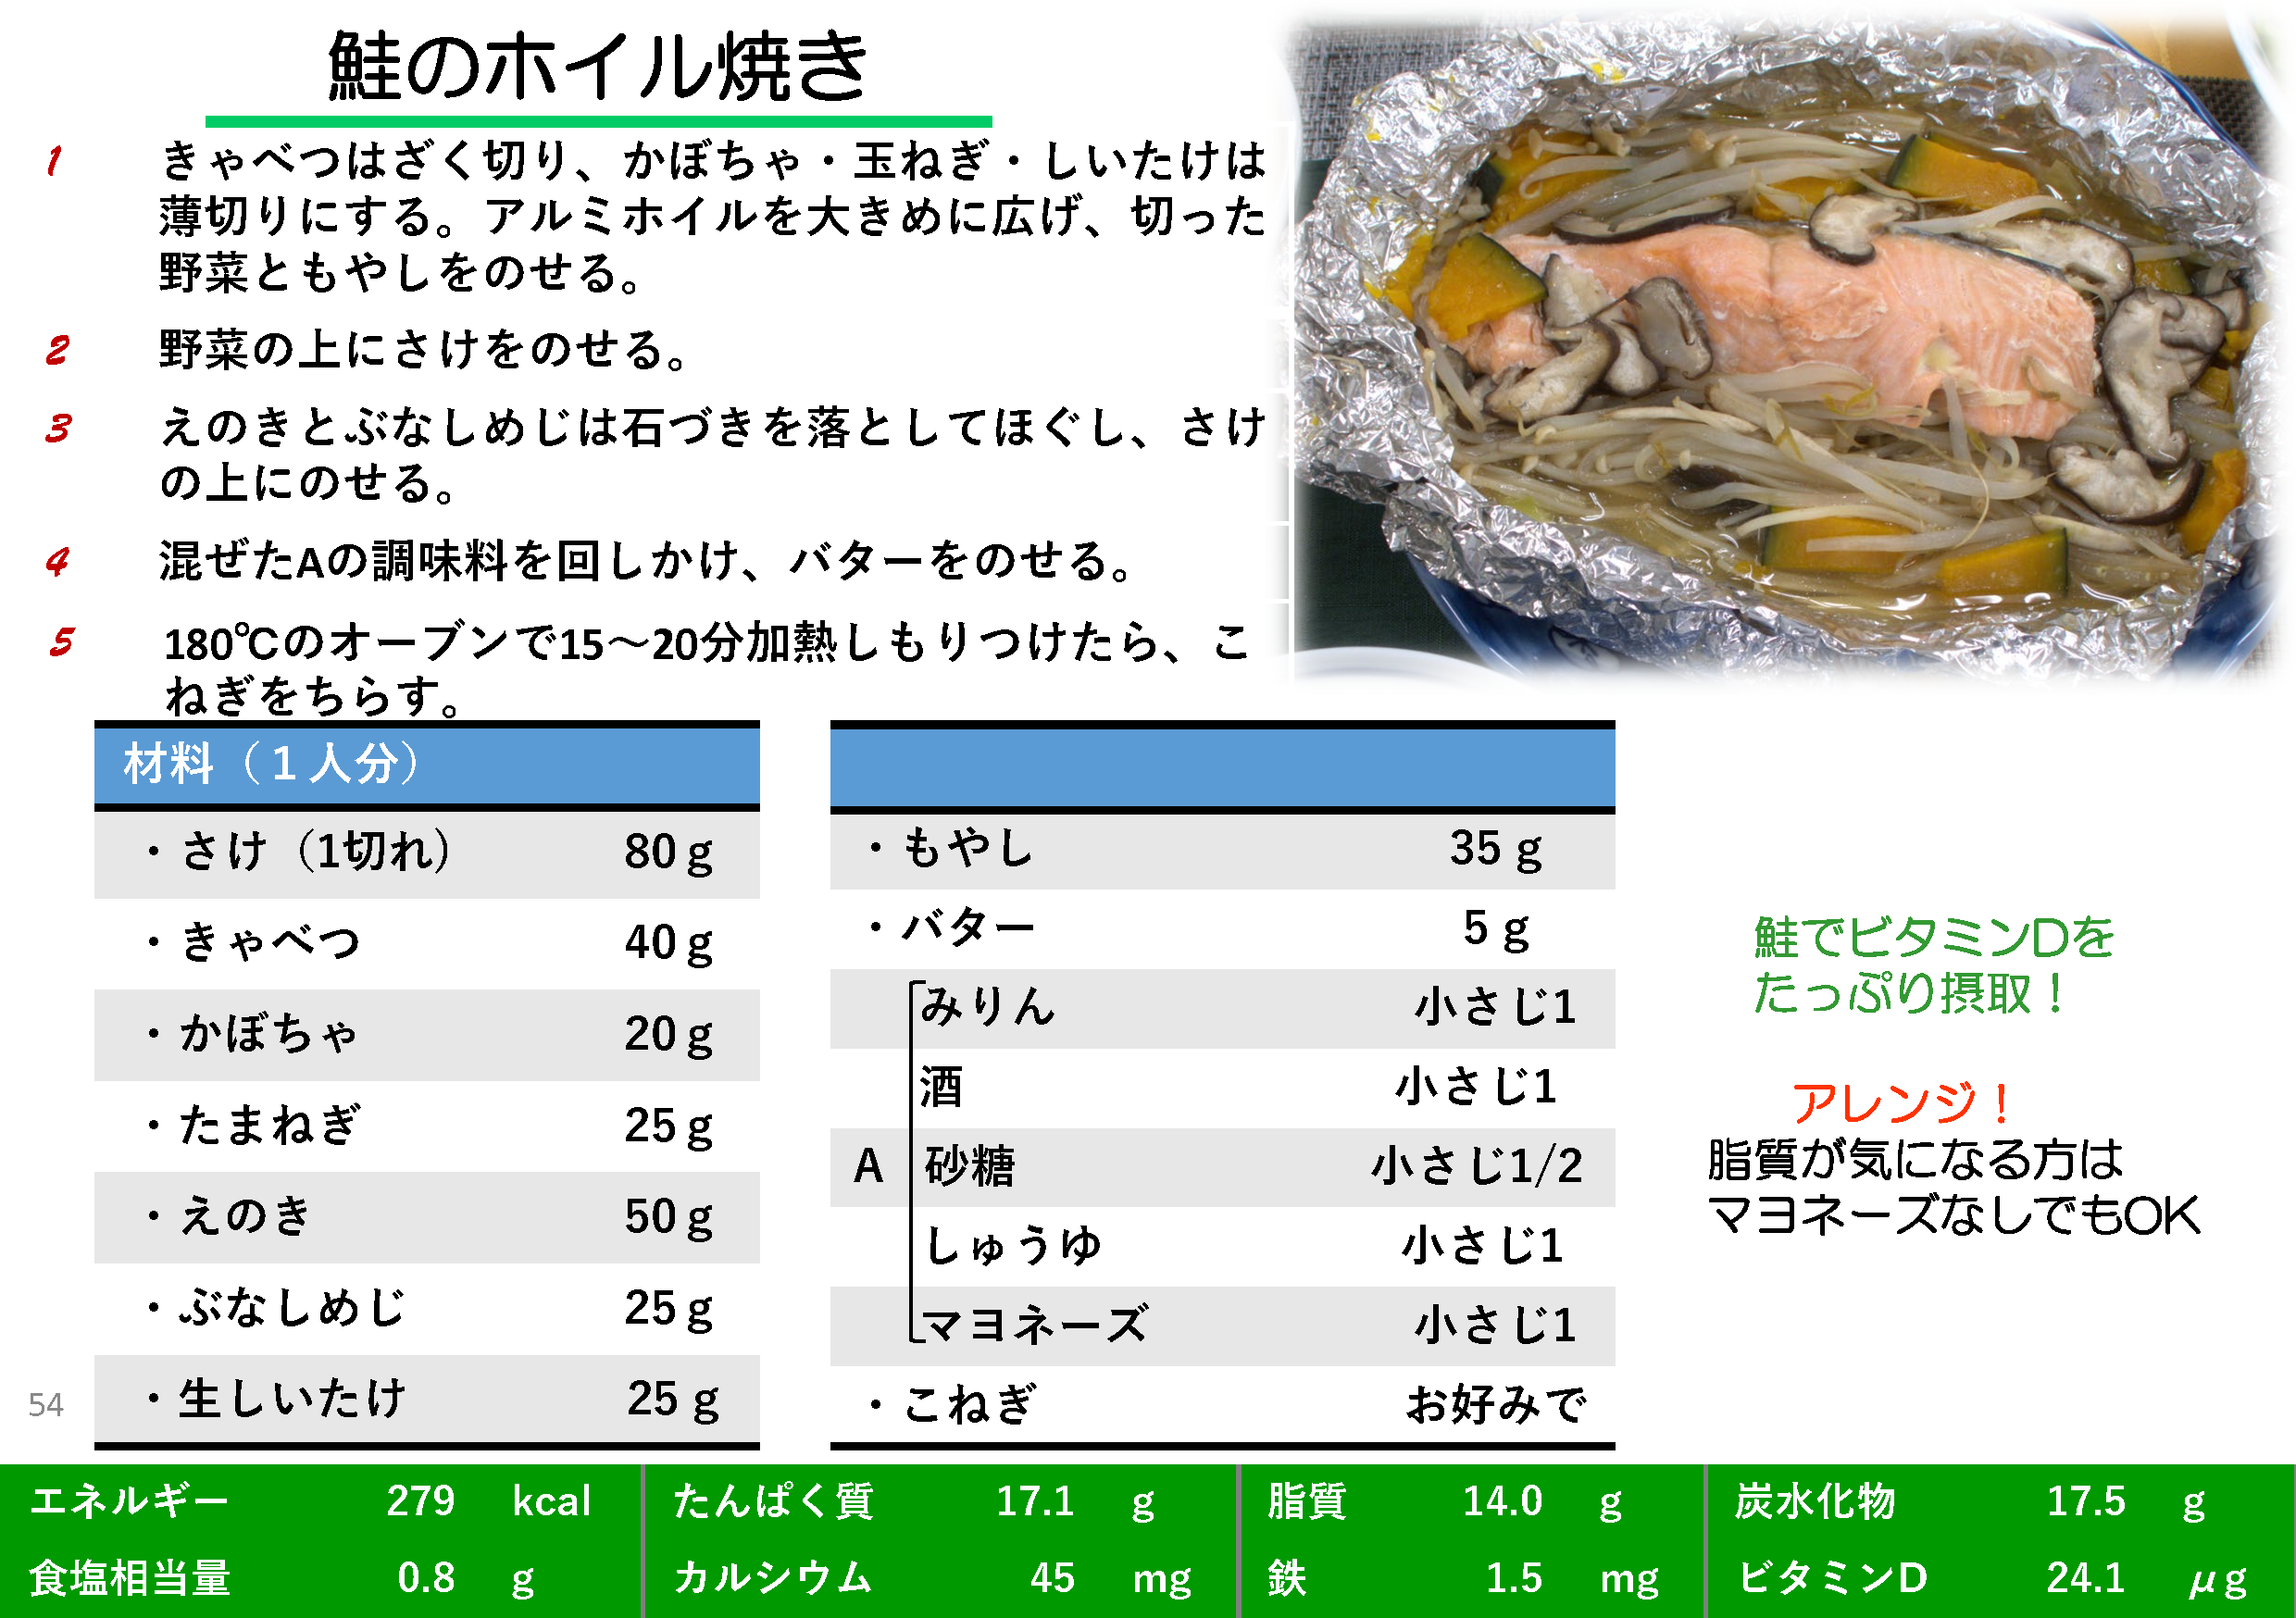 鮭のホイル焼き
1 きゃべつはざく切り、かぼちゃ・玉ねぎ・しいたけは
薄切りにする。アルミホイルを大きめに広げ、切った
野菜ともやしをのせる。
2 野菜の上にさけをのせる。
3 えのきとぶなしめじは石づきを落としてほぐし、さけ
の上にのせる。
4 混ぜたAの調味料を回しかけ、バターをのせる。
5 180℃のオーブンで15～20分加熱しもりつけたら、こ
ねぎをちらす。
材料（１人分）
・さけ（1切れ） 80ｇ
・きゃべつ 40ｇ
・かぼちゃ 20ｇ
・たまねぎ 25ｇ
・えのき 50ｇ
・ぶなしめじ 25ｇ
・生しいたけ 25 g
・もやし 35 g
・バター 5 g
みりん 小さじ1
酒 小さじ1
A 砂糖 小さじ1/2
しゅうゆ 小さじ1
マヨネーズ 小さじ1
・こねぎ お好みで
鮭でビタミンDを
たっぷり摂取！
アレンジ！
脂質が気になる方は
マヨネーズなしでもOK
54
エネルギー 279 kcal たんぱく質 17.1 g 脂質 14.0 g 炭水化物 17.5 g
食塩相当量 0.8 g カルシウム 45 mg 鉄 1.5 mg ビタミンD 24.1 μg